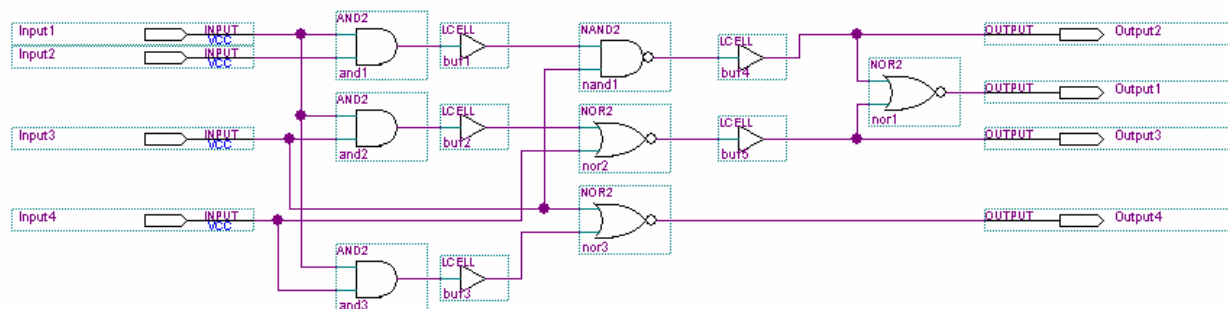 AND2
LCELL
NAND2
Input1
INPUT
VCC
OUTPUT
Output2
Input2
INPUT
VCC
and1
buf1
LCELL
NOR2
nand1
buf4
OUTPUT
Output1
AND2
LCELL
NOR2
LCELL
nor1
Input3
INPUT
VCC
OUTPUT
Output3
and2
buf2
nor2
buf5
NOR2
Input4
INPUT
VCC
OUTPUT
Output4
AND2
LCELL
nor3
and3
buf3